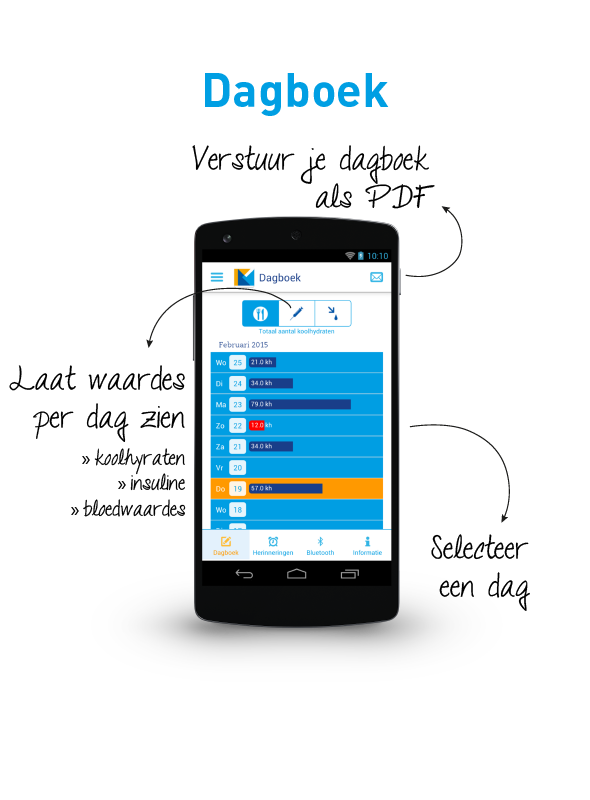 Dagboek
Verstuur je dagboek
als PDF
10:10
Dagboek
Totaal aantal koolhydraten
Februari 2015
Wo 25 21.0 kh
Di 24 34.0 kh
Ma 23 79.0 kh
Zo 22 12.0 kh
Za 21 34.0 kh
Vr 20
Do 19 57.0 kh
Wo 18
Dagboek Herinneringen Bluetooth Informatie
Laat waardes
per dag zien
» koolhyraten
» insuline
» bloedwaardes
Selecteer
een dag